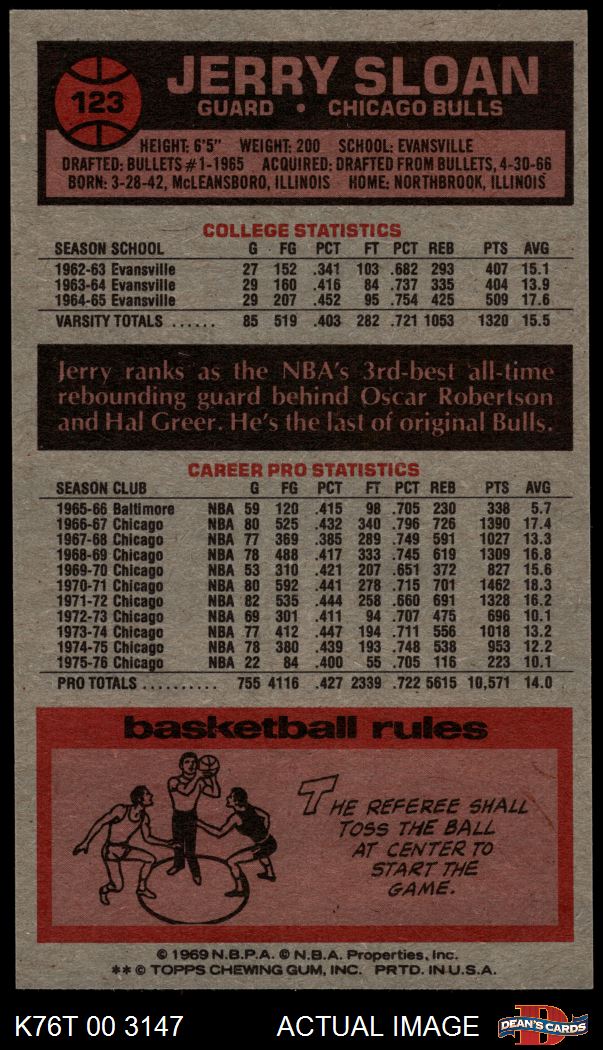 123
JERRY SLOAN
GUARD • CHICAGO BULLS
HEIGHT: 6'5" WEIGHT: 200 SCHOOL: EVANSVILLE
DRAFTED: BULLETS #1-1965 ACQUIRED: DRAFTED FROM BULLETS, 4-30-66
BORN: 3-28-42, McLEANSBORO, ILLINOIS HOME: NORTHBROOK, ILLINOIS
COLLEGE STATISTICS
SEASON SCHOOL G FG PCT FT PCT REB PTS AVG
1962-63 Evansville 27 152 .341 103 .682 293 407 15.1
1963-64 Evansville 29 160 .416 84 .737 335 404 13.9
1964-65 Evansville 29 207 .452 95 .754 425 509 17.6
VARSITY TOTALS ...... 85 519 .403 282 .721 1053 1320 15.5
Jerry ranks as the NBA's 3rd-best all-time
rebounding guard behind Oscar Robertson
and Hal Greer. He's the last of original Bulls.
CAREER PRO STATISTICS
SEASON CLUB G FG PCT FT PCT REB PTS AVG
1965-66 Baltimore NBA 59 120 .415 98 .705 230 338 5.7
1966-67 Chicago NBA 80 525 .432 340 .796 726 1390 17.4
1967-68 Chicago NBA 77 369 .385 289 .749 591 1027 13.3
1968-69 Chicago NBA 78 488 .417 333 .745 619 1309 16.8
1969-70 Chicago NBA 53 310 .421 207 .651 372 827 15.6
1970-71 Chicago NBA 80 592 .441 278 .715 701 1462 18.3
1971-72 Chicago NBA 82 535 .444 258 .660 691 1328 16.2
1972-73 Chicago NBA 69 301 .411 94 .707 475 696 10.1
1973-74 Chicago NBA 77 412 .447 194 .711 556 1018 13.2
1974-75 Chicago NBA 78 380 .439 193 .748 538 953 12.2
1975-76 Chicago NBA 22 84 .400 55 .705 116 223 10.1
PRO TOTALS .......... 755 4116 .427 2339 .722 5615 10,571 14.0
basketball rules
THE REFEREE SHALL
TOSS THE BALL
AT CENTER TO
START THE
GAME.
© 1969 N.B.P.A. © N.B.A. Properties, Inc.
** © TOPPS CHEWING GUM, INC. PRTD. IN U.S.A.
K76T 00 3147 ACTUAL IMAGE D DEAN'S CARDS